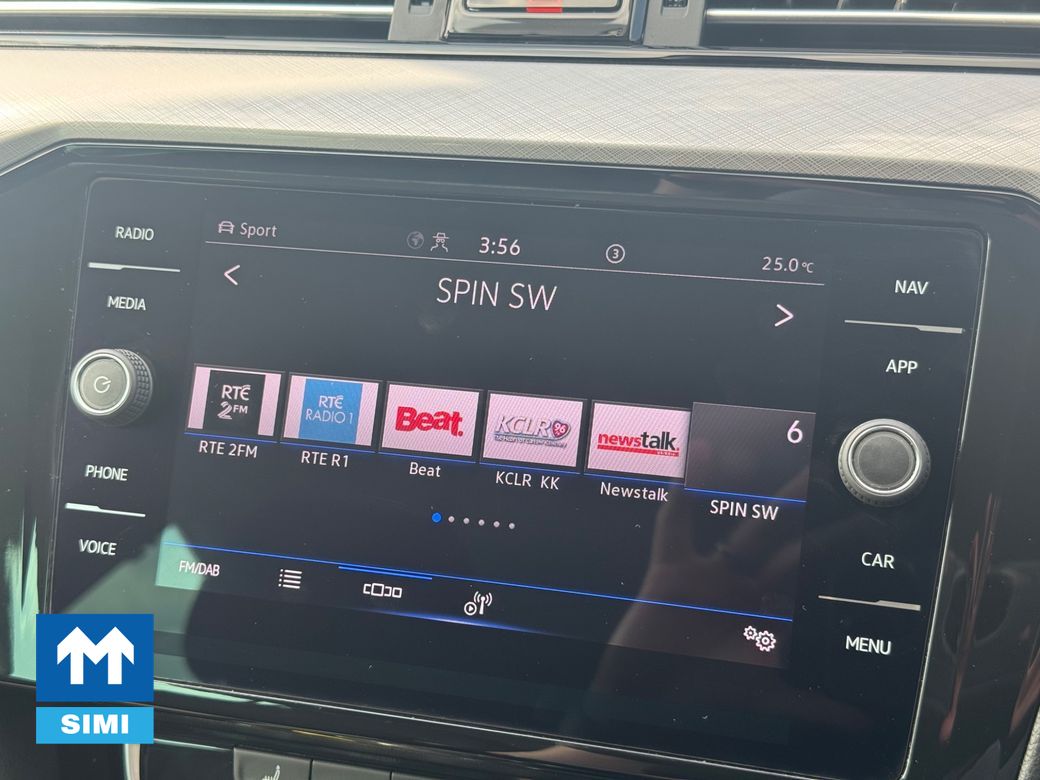 RADIO
MEDIA
PHONE
VOICE
Sport
3:56
3
25.0 °C
SPIN SW
RTÉ
2FM
RTE 2FM
RTÉ
RADIO 1
RTE R1
Beat.
Beat
KCLR 96
KCLR KK
newstalk.
Newstalk
6
SPIN SW
FM/DAB
NAV
APP
CAR
MENU
SIMI